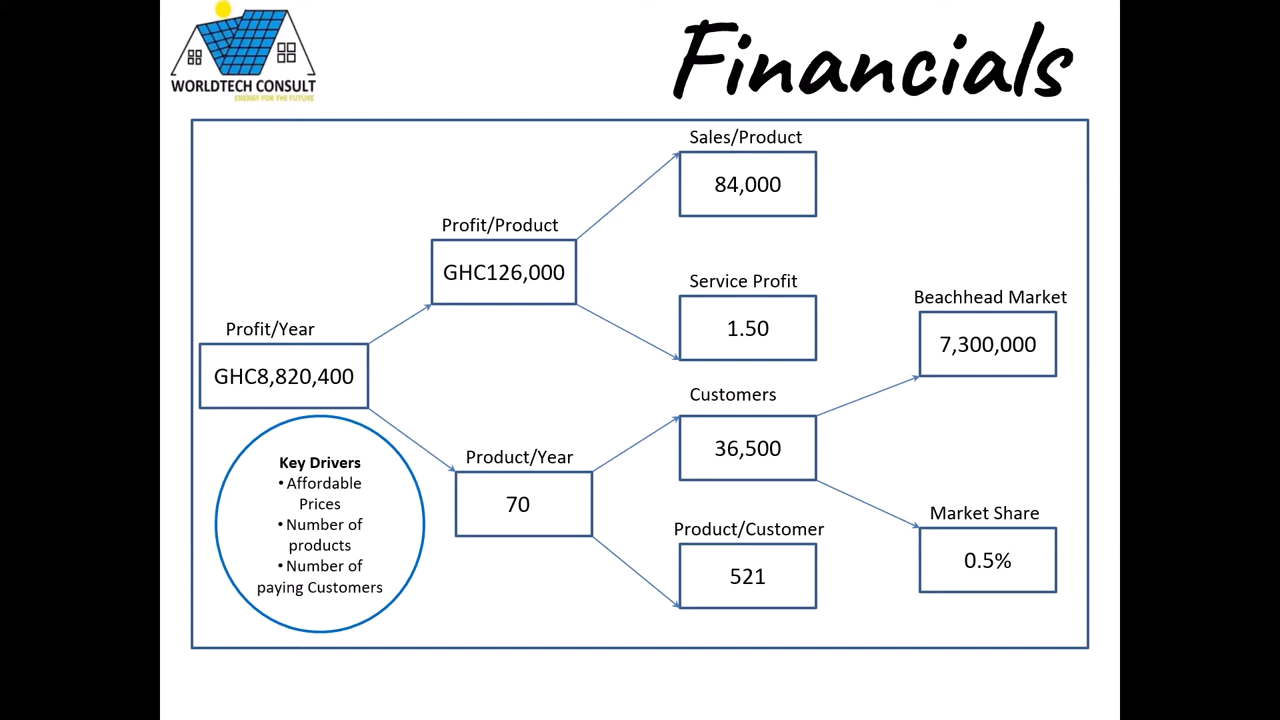 WORLDTECH CONSULT
ENERGY FOR THE FUTURE
Financials
Sales/Product
84,000
Profit/Product
GHC126,000
Service Profit
1.50
Beachhead Market
7,300,000
Profit/Year
GHC8,820,400
Customers
36,500
Key Drivers
• Affordable
Prices
• Number of
products
• Number of
paying Customers
Product/Year
70
Product/Customer
521
Market Share
0.5%